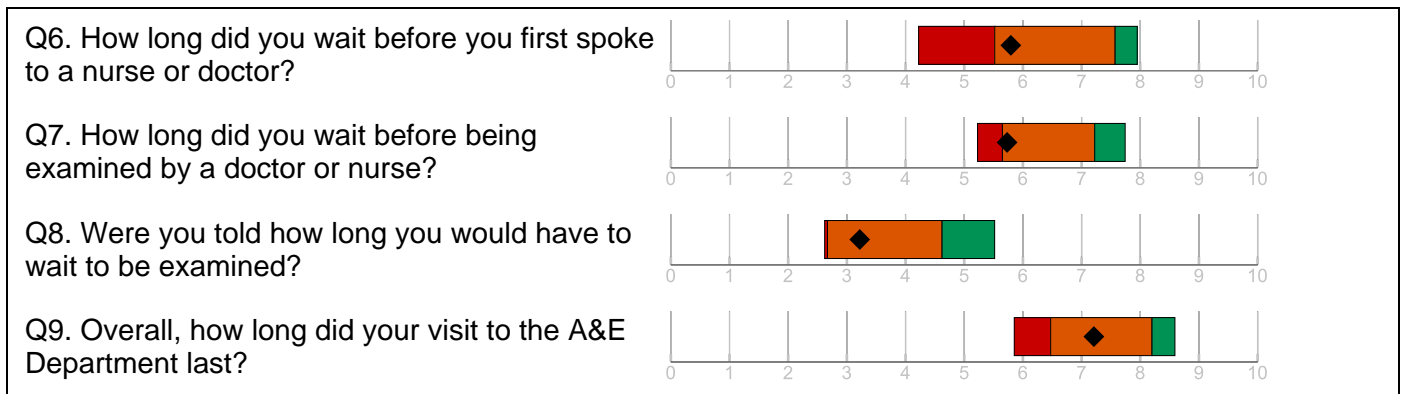 Q6. How long did you wait before you first spoke
to a nurse or doctor?
0 1 2 3 4 5 6 7 8 9 10
Q7. How long did you wait before being
examined by a doctor or nurse?
0 1 2 3 4 5 6 7 8 9 10
Q8. Were you told how long you would have to
wait to be examined?
0 1 2 3 4 5 6 7 8 9 10
Q9. Overall, how long did your visit to the A&E
Department last?
0 1 2 3 4 5 6 7 8 9 10